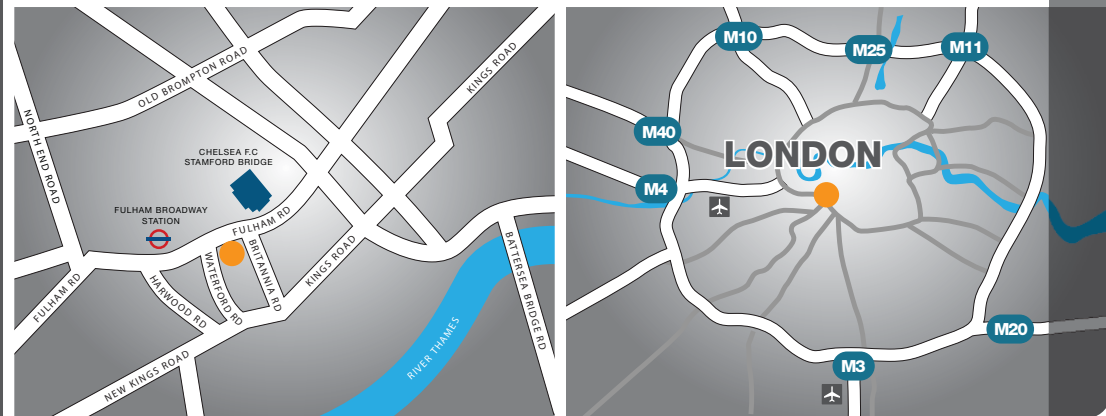 OLD BROMPTON ROAD
KINGS ROAD
NORTH END ROAD
CHELSEA F.C
STAMFORD BRIDGE
FULHAM BROADWAY
STATION
FULHAM RD
FULHAM RD
HARWOOD RD
WATERFORD RD
BRITANNIA RD
KINGS ROAD
BATTERSEA BRIDGE RD
NEW KINGS ROAD
RIVER THAMES
M10
M25
M11
M40
LONDON
M4
M20
M3